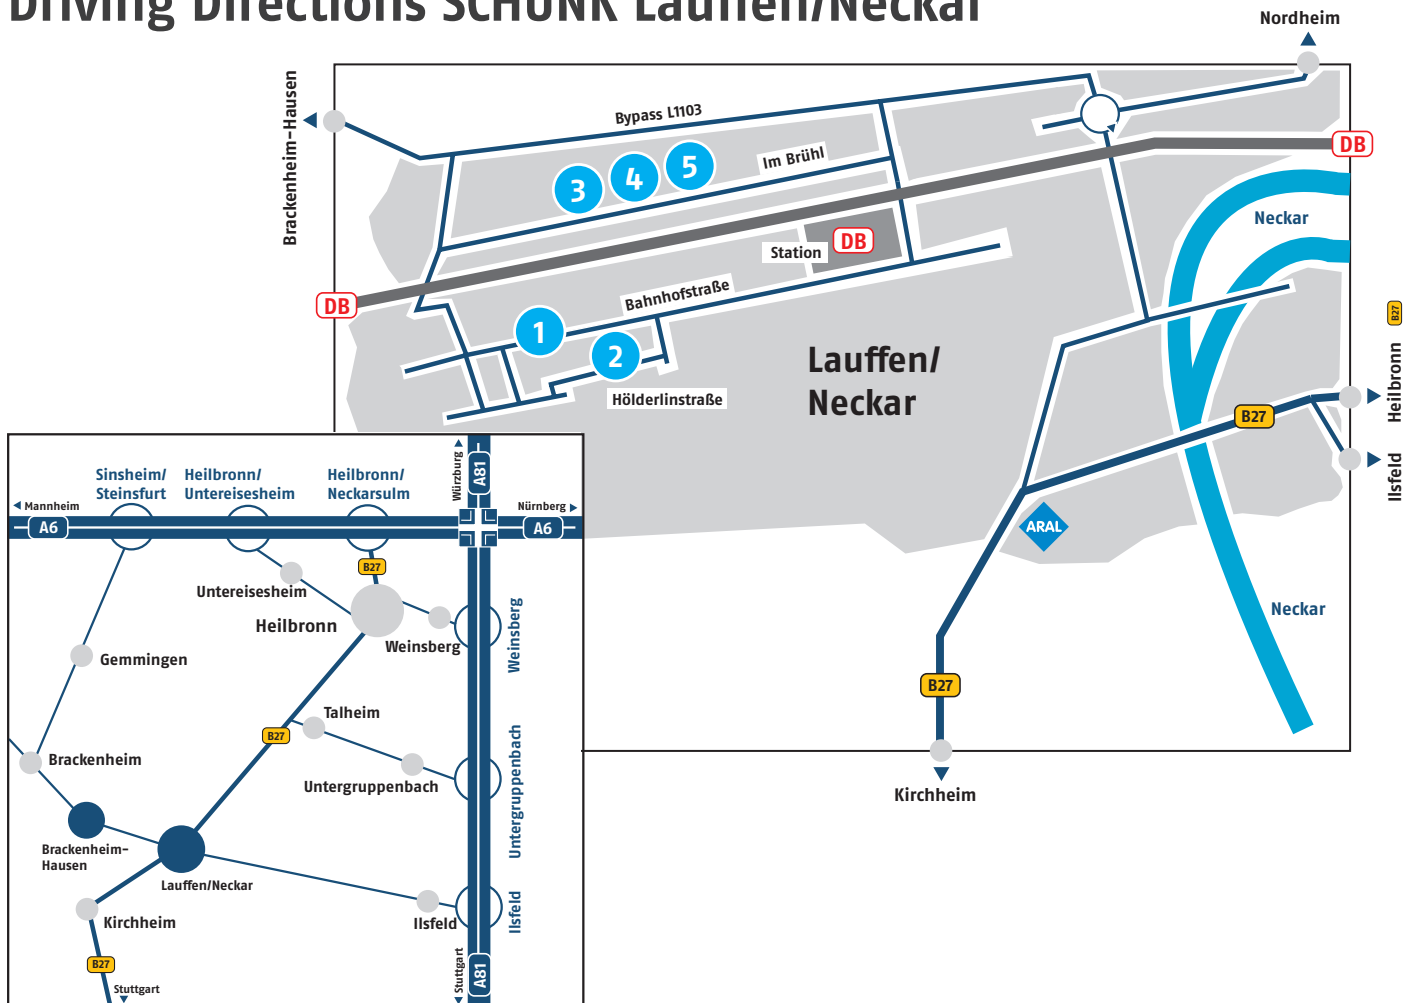 Driving Directions SCHUNK Lauffen/Neckar
Nordheim
Brackenheim-Hausen
Bypass L1103
Im Brühl
3
4
5
DB
DB
Neckar
Station
DB
Bahnhofstraße
1
2
Hölderlinstraße
Lauffen/
Neckar
B27
Heilbronn
B27
Ilsfeld
ARAL
Neckar
B27
Kirchheim
Sinsheim/
Steinsfurt
Heilbronn/
Untereisesheim
Heilbronn/
Neckarsulm
Würzburg
A81
Mannheim
Nürnberg
A6
A6
B27
Untereisesheim
Heilbronn
Weinsberg
Weinsberg
Gemmingen
Talheim
B27
Brackenheim
Untergruppenbach
Untergruppenbach
Brackenheim-
Hausen
Lauffen/Neckar
Kirchheim
Ilsfeld
Ilsfeld
B27
Stuttgart
Stuttgart
A81